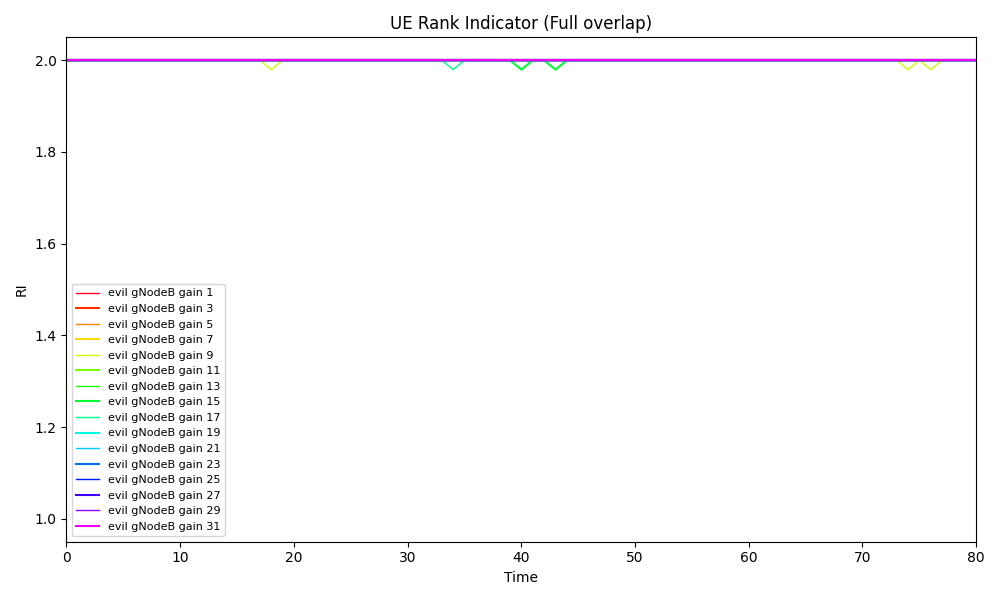 UE Rank Indicator (Full overlap)
RI
2.0
1.8
1.6
1.4
1.2
1.0
evil gNodeB gain 1
evil gNodeB gain 3
evil gNodeB gain 5
evil gNodeB gain 7
evil gNodeB gain 9
evil gNodeB gain 11
evil gNodeB gain 13
evil gNodeB gain 15
evil gNodeB gain 17
evil gNodeB gain 19
evil gNodeB gain 21
evil gNodeB gain 23
evil gNodeB gain 25
evil gNodeB gain 27
evil gNodeB gain 29
evil gNodeB gain 31
0 10 20 30 40 50 60 70 80
Time